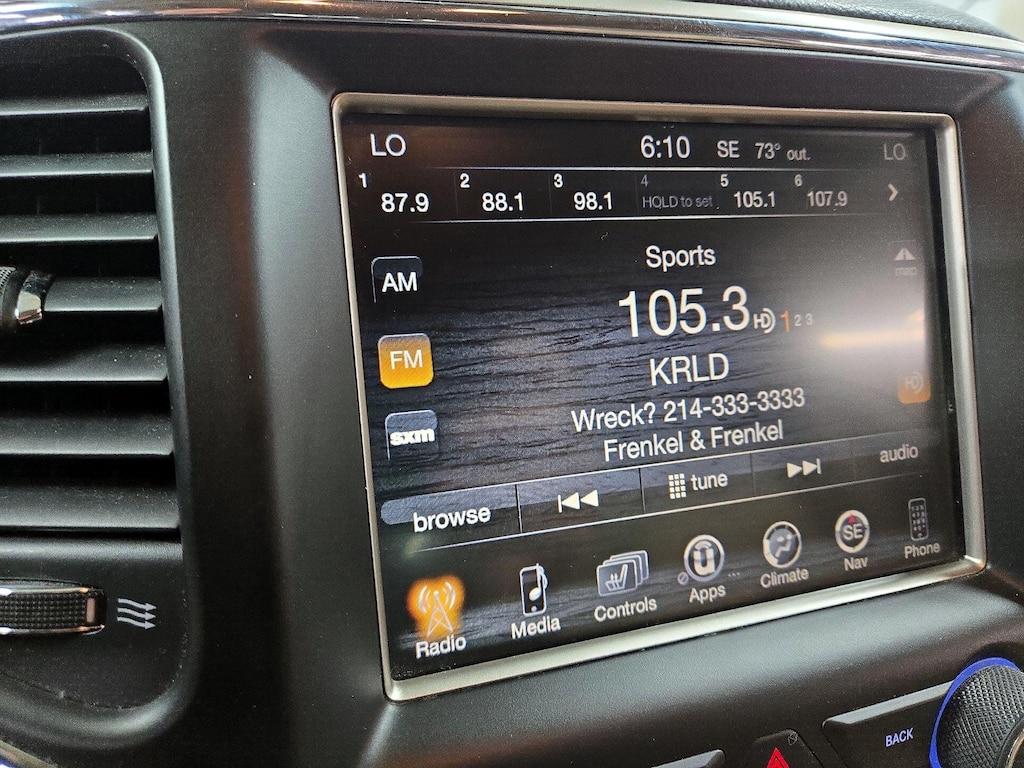 LO 6:10 SE 73° out. LO
1 87.9 2 88.1 3 98.1 4 HOLD to set 5 105.1 6 107.9
Sports
AM
105.3 HD 1 2 3
FM
KRLD
HD
Wreck? 214-333-3333
sxm
Frenkel & Frenkel
browse tune audio
Radio Media Controls Apps Climate SE Nav Phone
BACK